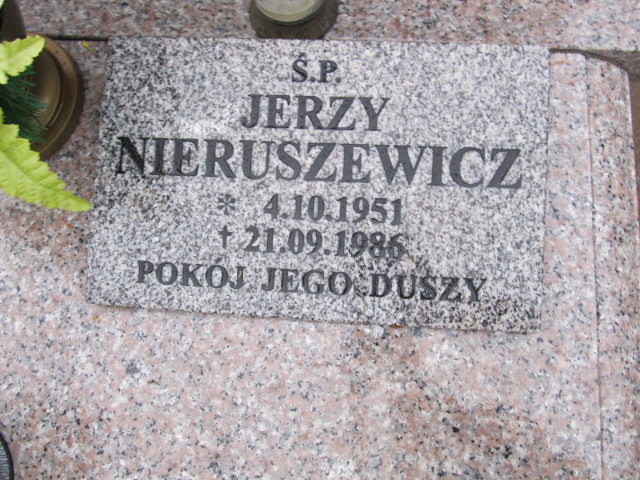 Ś.P.
JERZY
NIERUSZEWICZ
* 4.10.1951
† 21.09.1986
POKÓJ JEGO DUSZY